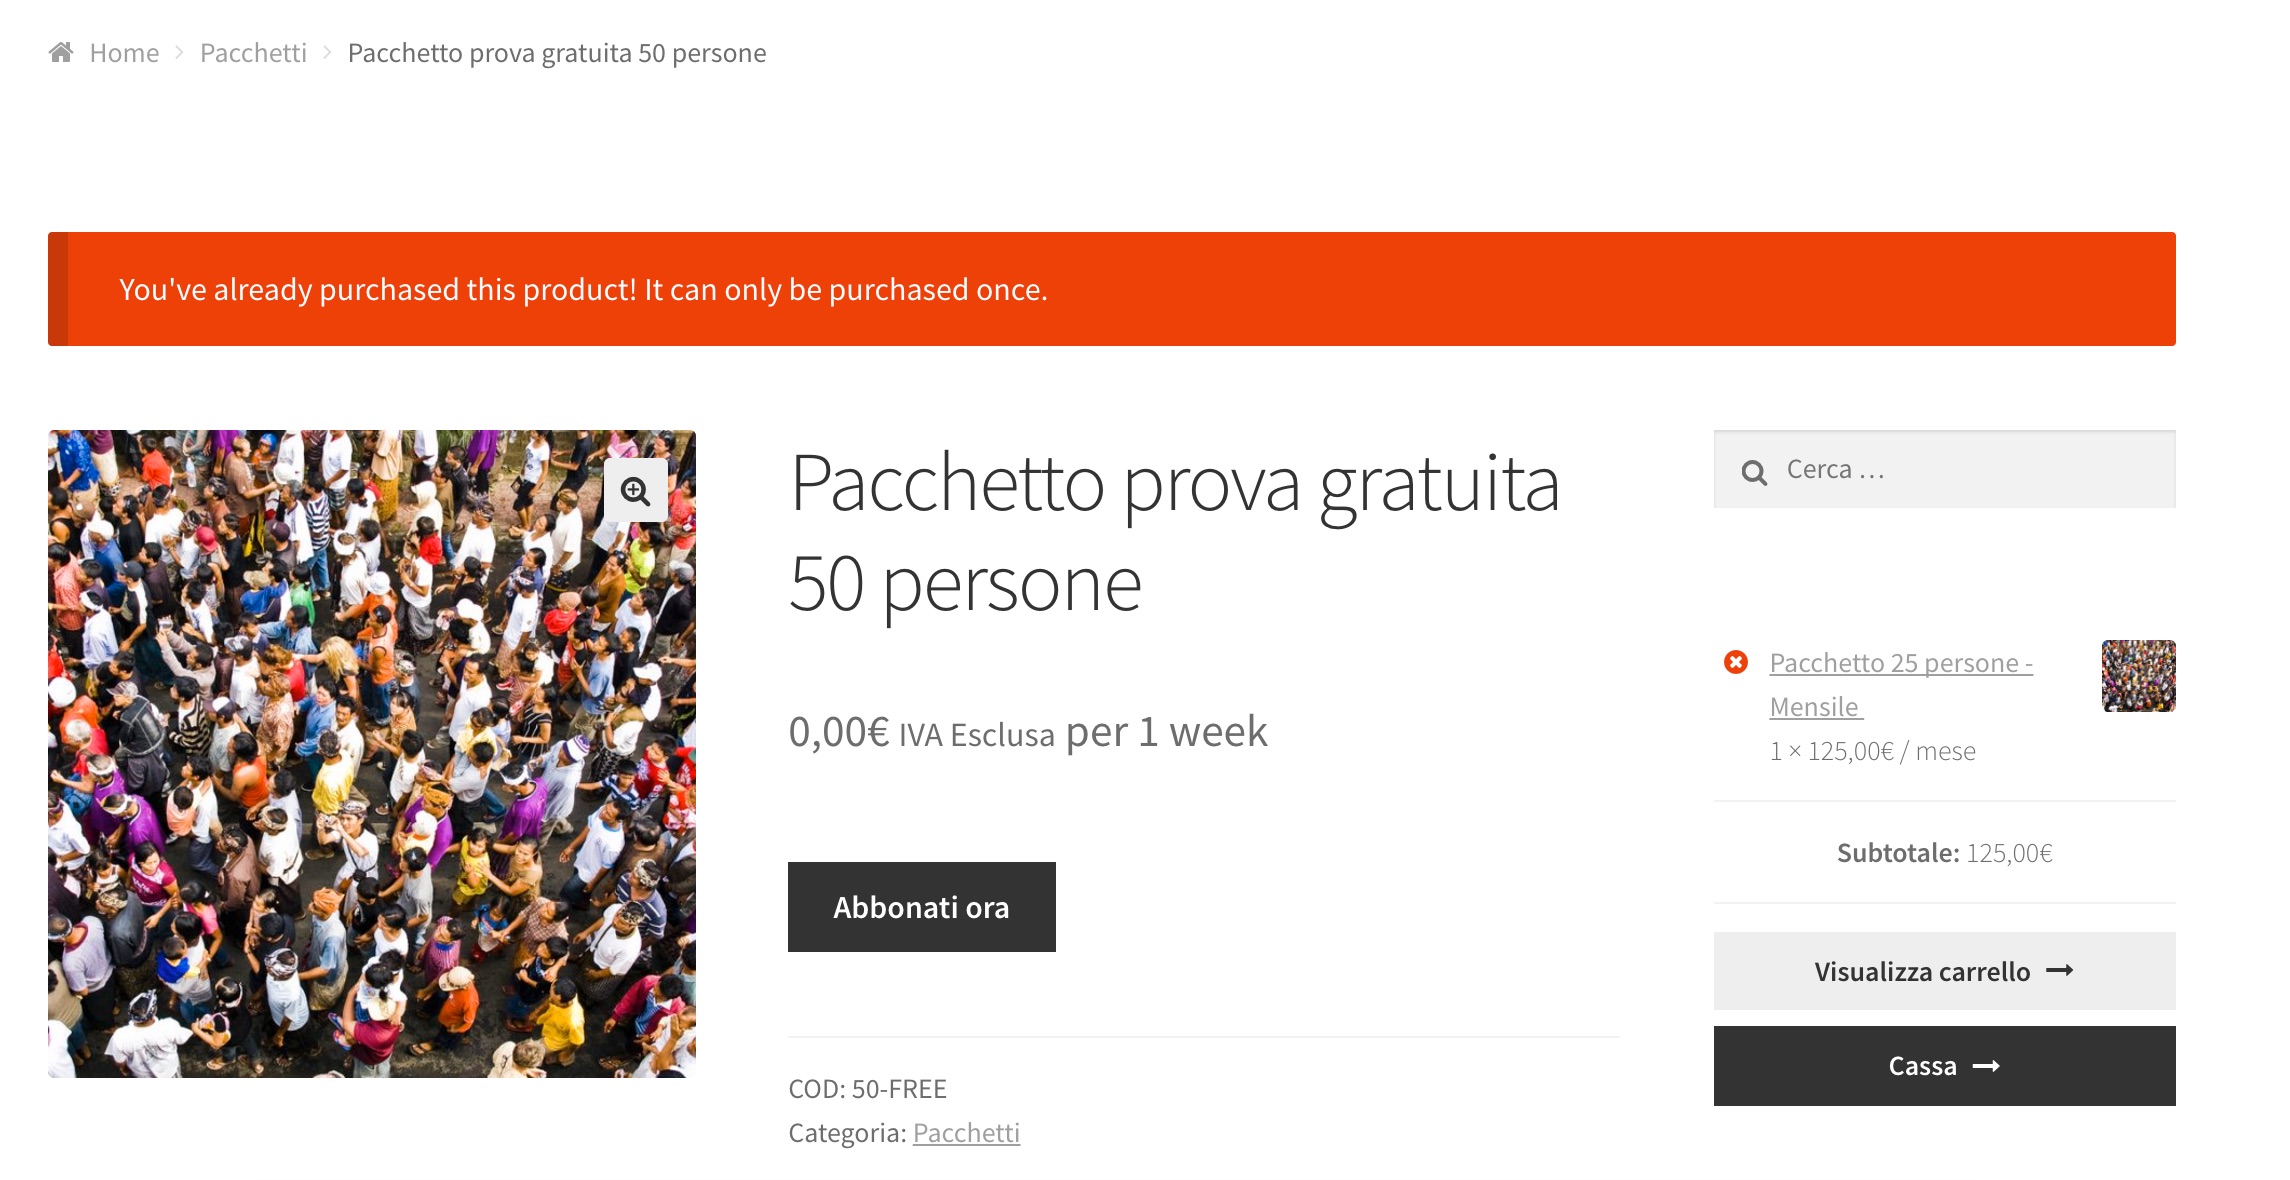 Home > Pacchetti > Pacchetto prova gratuita 50 persone
You've already purchased this product! It can only be purchased once.
Pacchetto prova gratuita
50 persone
0,00€ IVA Esclusa per 1 week
Abbonati ora
COD: 50-FREE
Categoria: Pacchetti
Cerca …
Pacchetto 25 persone -
Mensile
1 × 125,00€ / mese
Subtotale: 125,00€
Visualizza carrello →
Cassa →